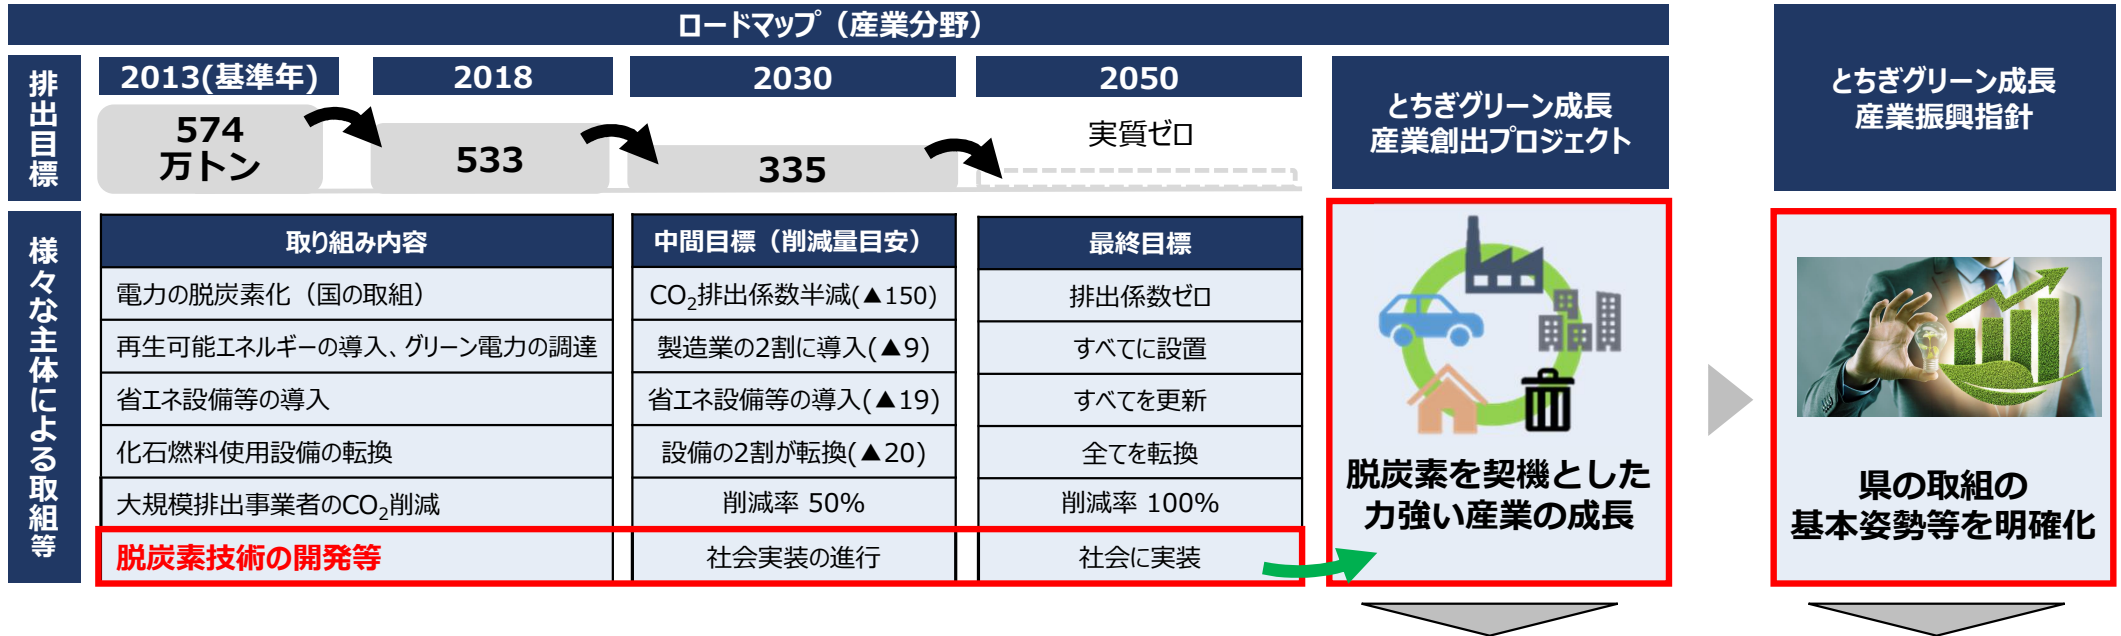 ロードマップ（産業分野）
排出目標
2013(基準年)
2018
2030
2050
574
万トン
533
335
実質ゼロ
とちぎグリーン成長
産業創出プロジェクト
とちぎグリーン成長
産業振興指針
様々な主体による取組等
取り組み内容
中間目標（削減量目安）
最終目標
電力の脱炭素化（国の取組）
CO₂排出係数半減(▲150)
排出係数ゼロ
再生可能エネルギーの導入、グリーン電力の調達
製造業の2割に導入(▲9)
すべてに設置
省エネ設備等の導入
省エネ設備等の導入(▲19)
すべてを更新
化石燃料使用設備の転換
設備の2割が転換(▲20)
全てを転換
大規模排出事業者のCO₂削減
削減率 50%
削減率 100%
脱炭素技術の開発等
社会実装の進行
社会に実装
脱炭素を契機とした
力強い産業の成長
県の取組の
基本姿勢等を明確化